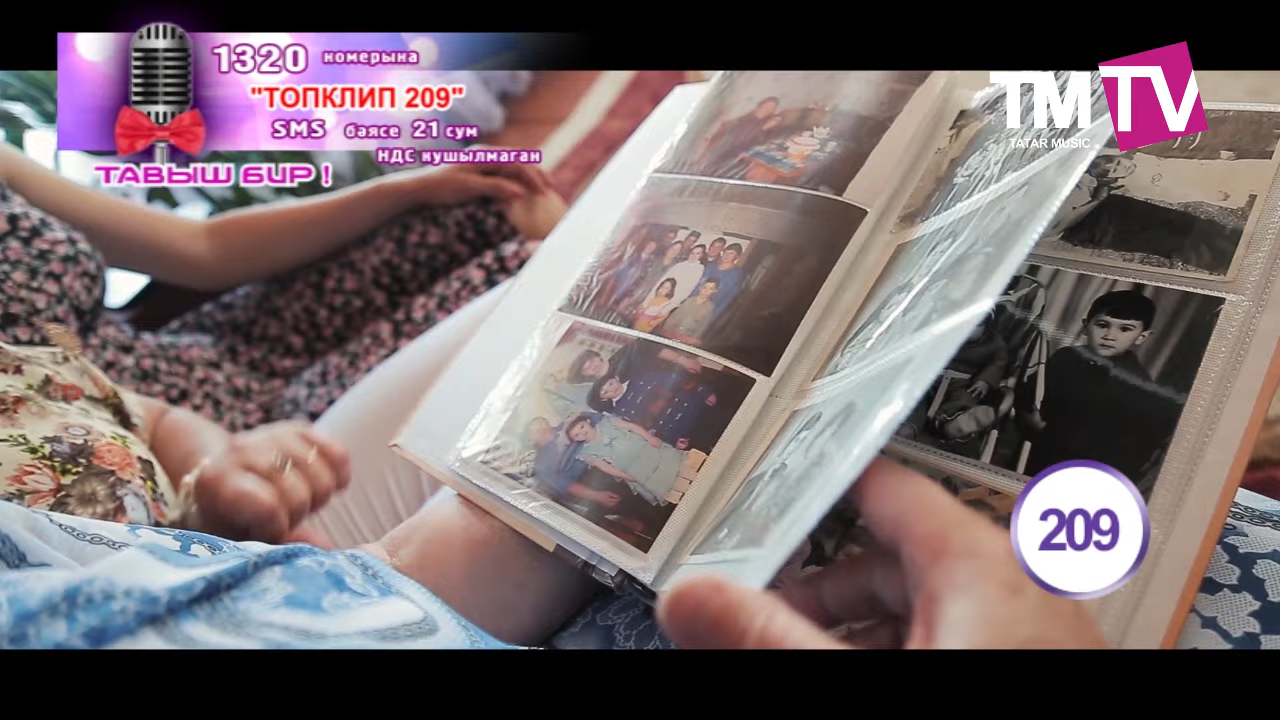 1320 номерына
"ТОПКЛИП 209"
SMS бәясе 21 сум
НДС кушылмаган
ТАВЫШ БИР !
TMTV
TATAR MUSIC
209